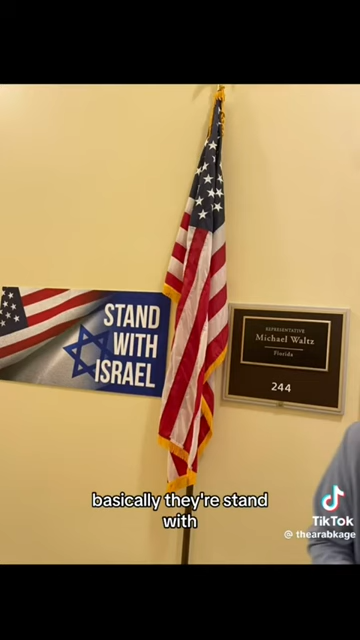 STAND
WITH
ISRAEL
REPRESENTATIVE
Michael Waltz
Florida
244
basically they're stand
with
TikTok
@ thearabkage